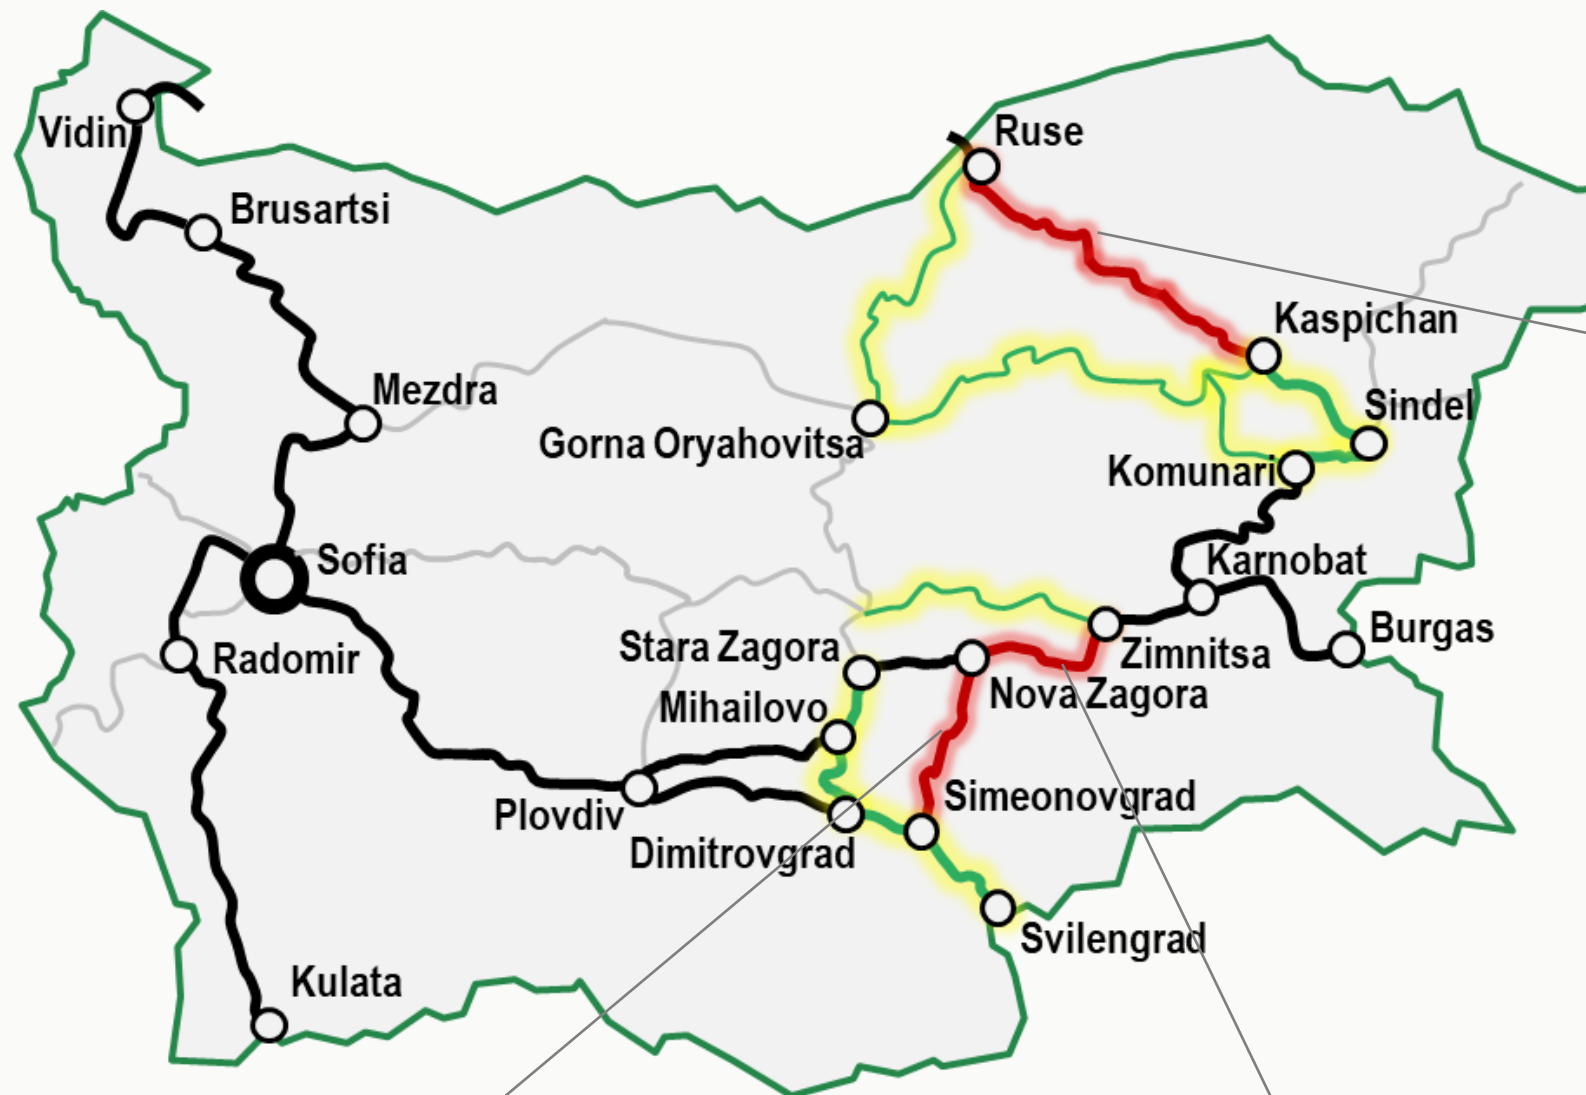 Ruse
Vidin
Brusartsi
Kaspichan
Mezdra
Sindel
Gorna Oryahovitsa
Komunari
Sofia
Karnobat
Burgas
Stara Zagora
Zimnitsa
Radomir
Nova Zagora
Mihailovo
Simeonovgrad
Plovdiv
Dimitrovgrad
Svilengrad
Kulata